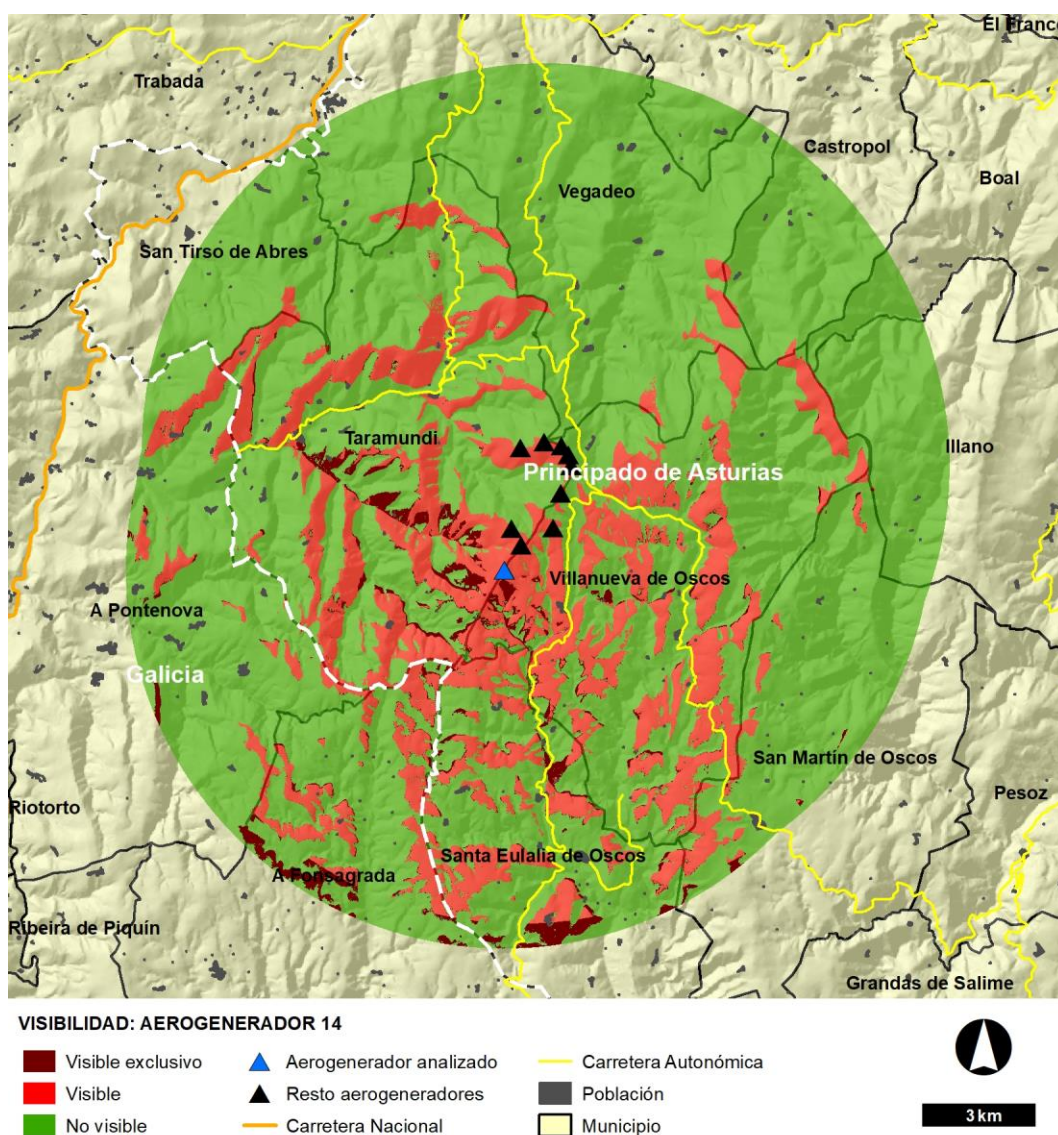 El Franco
Trabada
Castropol
Boal
Vegadeo
San Tirso de Abres
Taramundi
Illano
Principado de Asturias
Villanueva de Oscos
A Pontenova
Galicia
San Martín de Oscos
Pesoz
Riotorto
Santa Eulalia de Oscos
A Fonsagrada
Ribeira de Piquín
Grandas de Salime
VISIBILIDAD: AEROGENERADOR 14
Visible exclusivo
Aerogenerador analizado
Carretera Autonómica
Visible
Resto aerogeneradores
Población
No visible
Carretera Nacional
Municipio
3 km